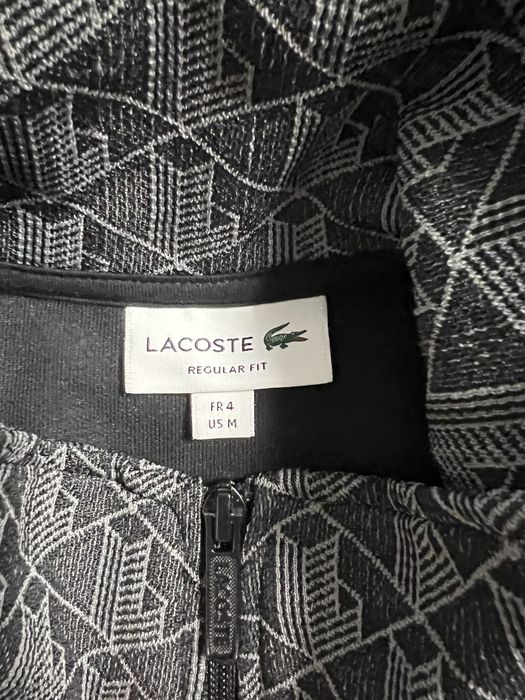 LACOSTE
REGULAR FIT
FR 4
US M